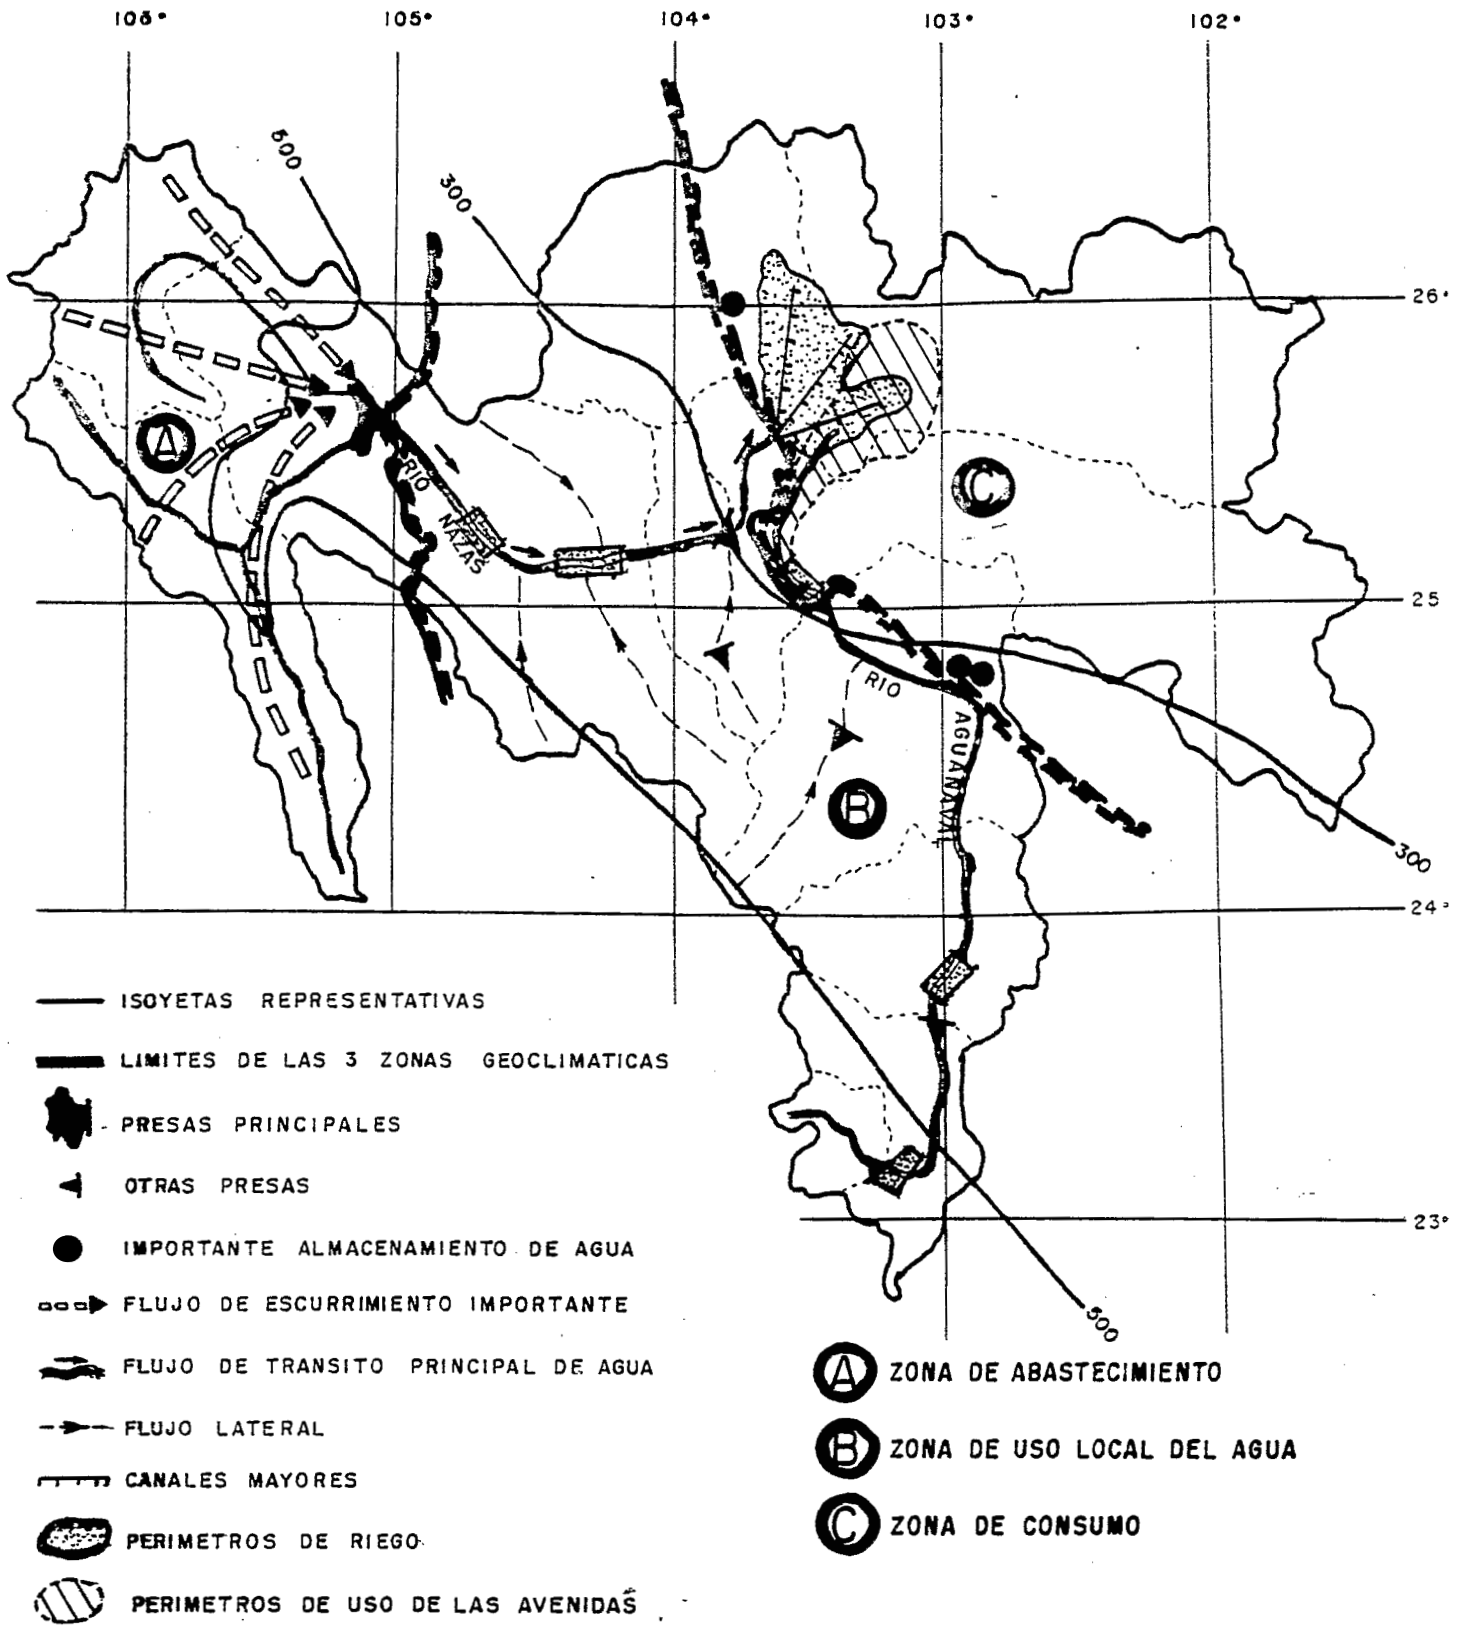 106° 105° 104° 103° 102°
500
300
26°
A
C
RIO
NAZAS
25
RIO
AGUANAVAL
B
300
24°
500
23°
ISOYETAS REPRESENTATIVAS
LIMITES DE LAS 3 ZONAS GEOCLIMATICAS
PRESAS PRINCIPALES
OTRAS PRESAS
IMPORTANTE ALMACENAMIENTO DE AGUA
FLUJO DE ESCURRIMIENTO IMPORTANTE
FLUJO DE TRANSITO PRINCIPAL DE AGUA
FLUJO LATERAL
CANALES MAYORES
PERIMETROS DE RIEGO
PERIMETROS DE USO DE LAS AVENIDAS
A ZONA DE ABASTECIMIENTO
B ZONA DE USO LOCAL DEL AGUA
C ZONA DE CONSUMO